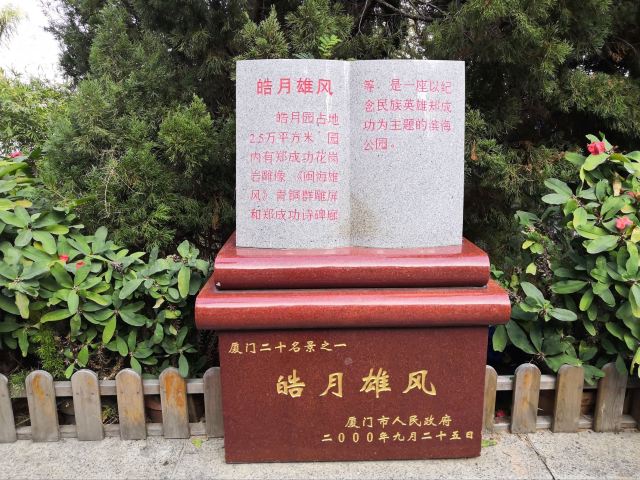 皓月雄风
皓月园占地
2.5万平方米，园
内有郑成功花岗
岩雕像、《闽海雄
风》青铜群雕屏
和郑成功诗碑廊
等，是一座以纪
念民族英雄郑成
功为主题的滨海
公园。
厦门二十名景之一
皓月雄风
厦门市人民政府
二000年九月二十五日